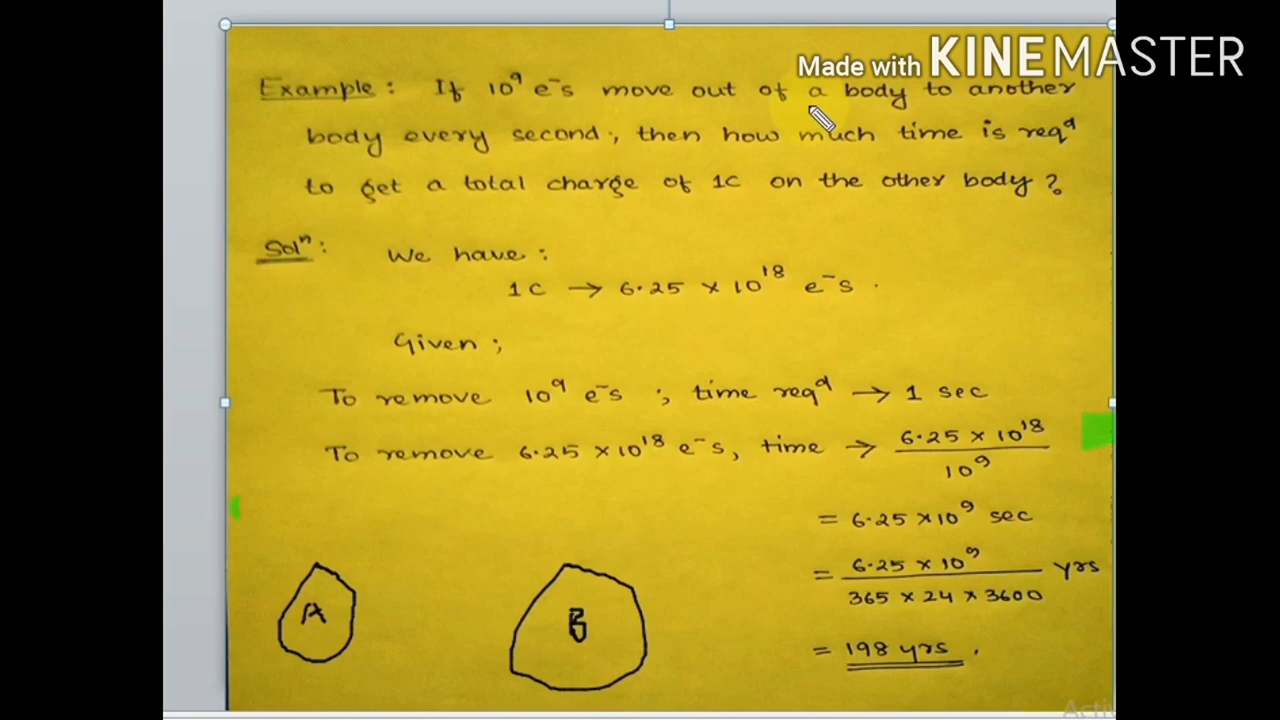 Made with KINEMASTER
Example : If 10⁹ e⁻s move out of a body to another
body every second, then how much time is reqᵈ
to get a total charge of 1C on the other body ?
Solⁿ : We have :
1C → 6.25 × 10¹⁸ e⁻s .
Given ;
To remove 10⁹ e⁻s ; time reqᵈ → 1 sec
To remove 6.25 × 10¹⁸ e⁻s, time → 6.25 × 10¹⁸
10⁹
= 6.25 × 10⁹ sec
= 6.25 × 10⁹ yrs
365 × 24 × 3600
= 198 yrs .
A
B
Activ